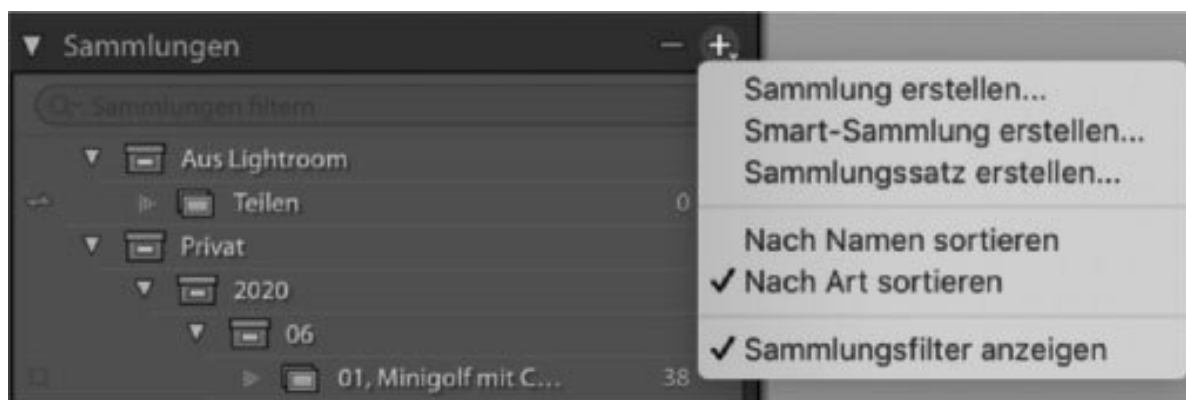 Sammlungen
Sammlungen filtern
Aus Lightroom
Teilen 0
Privat
2020
06
01, Minigolf mit C... 38
Sammlung erstellen...
Smart-Sammlung erstellen...
Sammlungssatz erstellen...
Nach Namen sortieren
✓ Nach Art sortieren
✓ Sammlungsfilter anzeigen